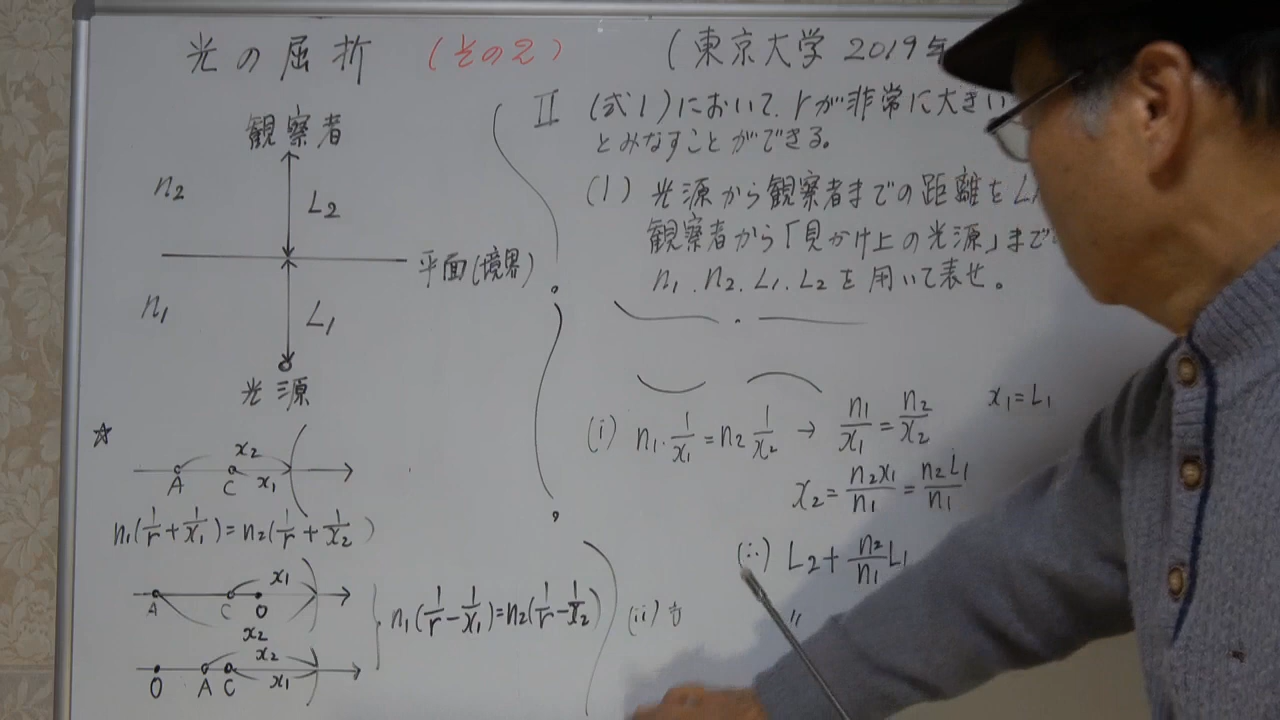 光の屈折 (その2) (東京大学 2019年
観察者
n₂ L₂
平面(境界)
n₁ L₁
光源
☆
x₂
A C x₁
n₁(1/r+1/x₁)=n₂(1/r+1/x₂)
x₁
A C O
x₂
x₂
O A C x₁
n₁(1/r-1/x₁)=n₂(1/r-1/x₂)
II (式1)において、rが非常に大きい
とみなすことができる。
(1) 光源から観察者までの距離をL
観察者から「見かけ上の光源」まで
n₁.n₂.L₁.L₂を用いて表せ。
(i) n₁·1/x₁=n₂1/x₂ → n₁/x₁=n₂/x₂ x₁=L₁
x₂=n₂x₁/n₁=n₂L₁/n₁
(∴) L₂+n₂/n₁L₁
(ii) 〃